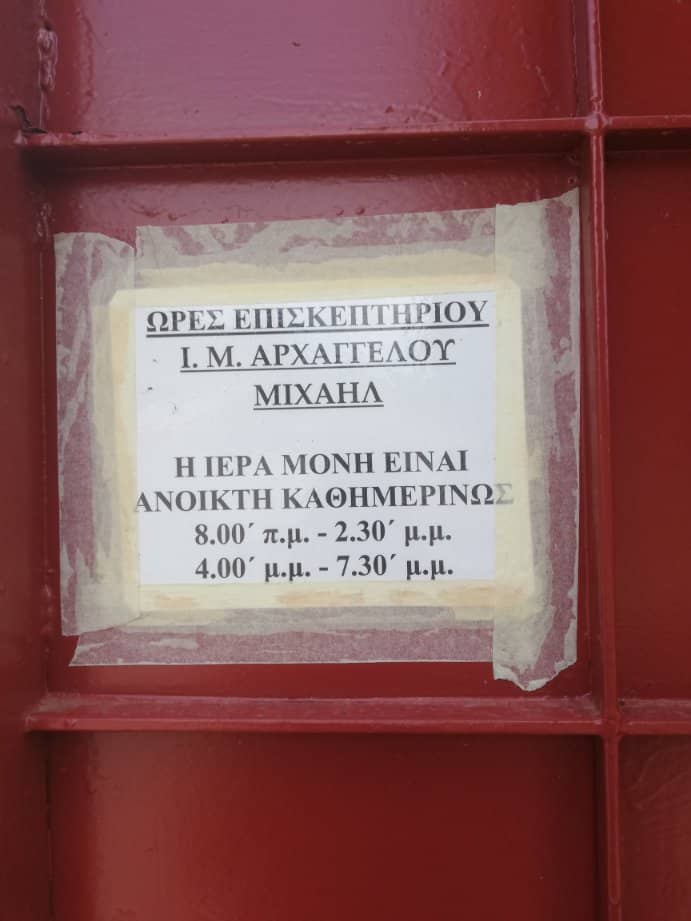 ΩΡΕΣ ΕΠΙΣΚΕΠΤΗΡΙΟΥ
Ι. Μ. ΑΡΧΑΓΓΕΛΟΥ
ΜΙΧΑΗΛ
Η ΙΕΡΑ ΜΟΝΗ ΕΙΝΑΙ
ΑΝΟΙΚΤΗ ΚΑΘΗΜΕΡΙΝΩΣ
8.00΄ π.μ. - 2.30΄ μ.μ.
4.00΄ μ.μ. - 7.30΄ μ.μ.